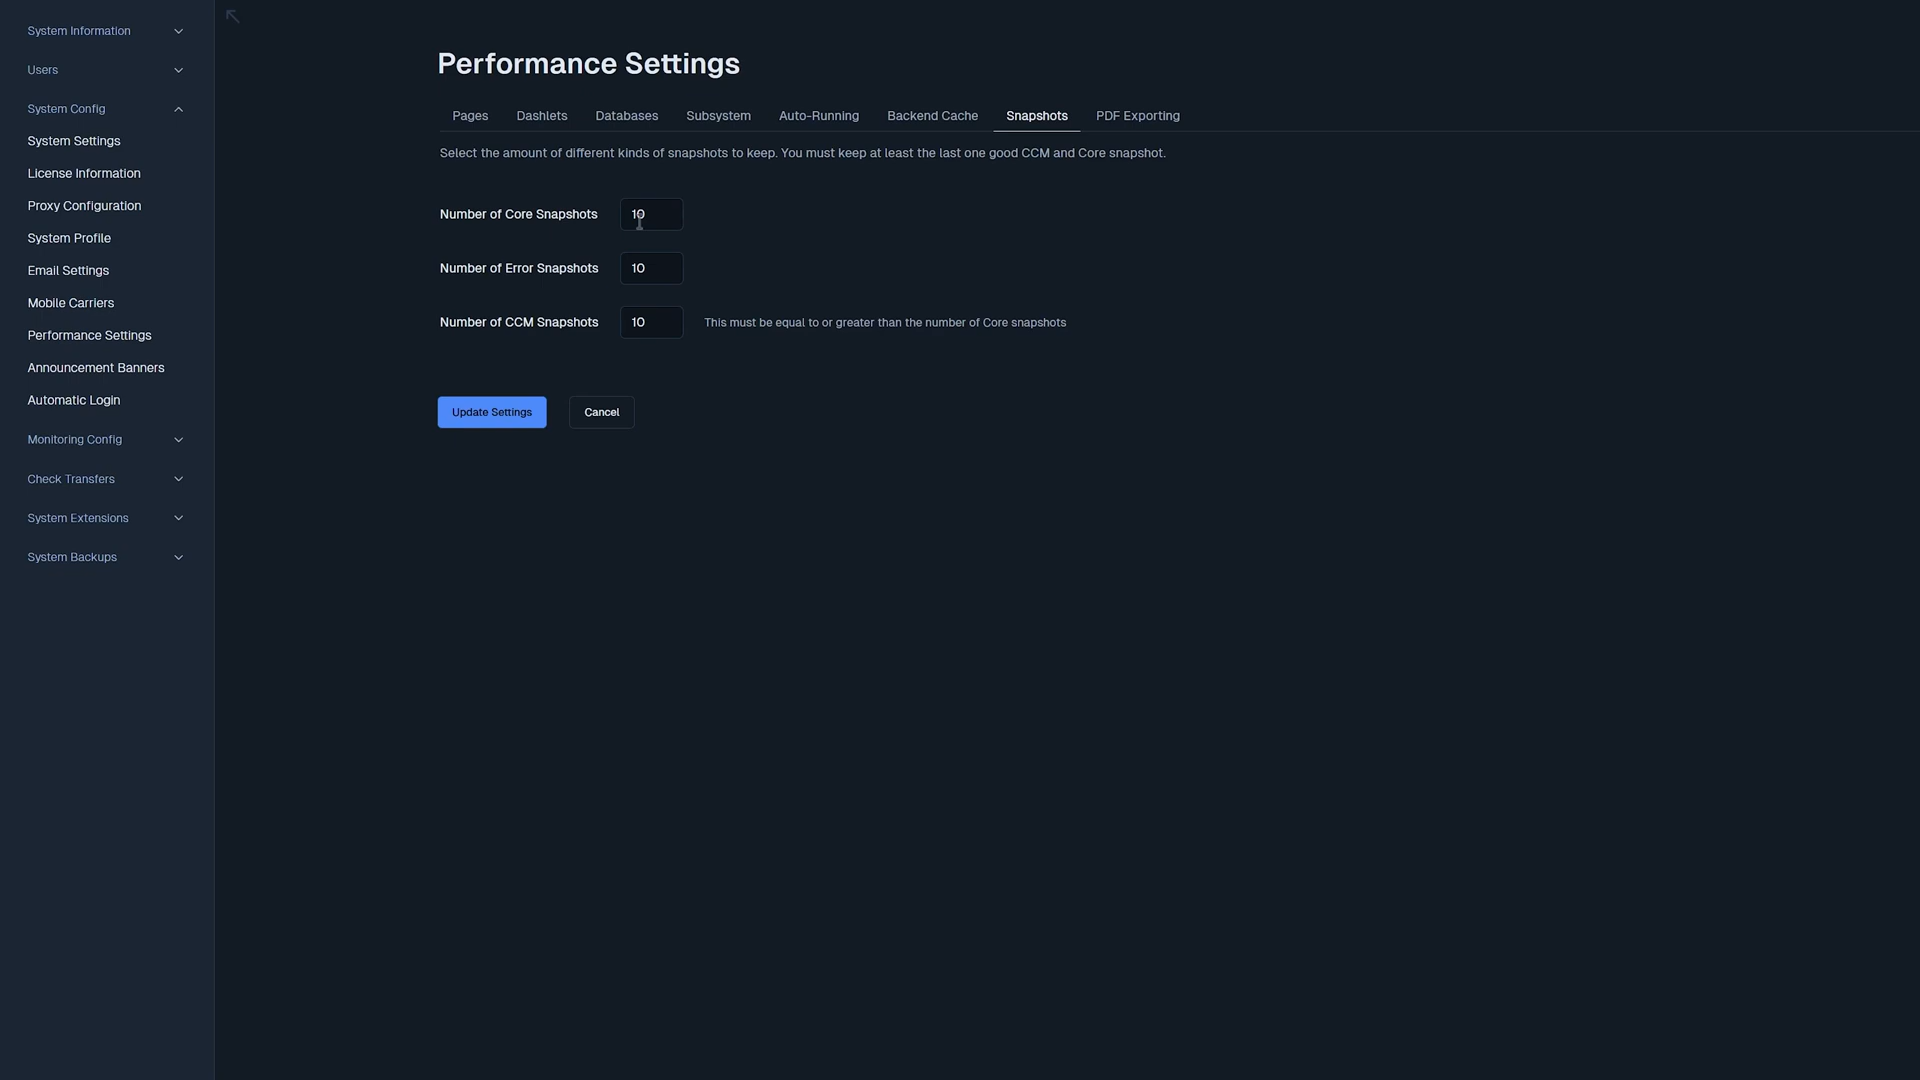 System Information
Users
System Config
System Settings
License Information
Proxy Configuration
System Profile
Email Settings
Mobile Carriers
Performance Settings
Announcement Banners
Automatic Login
Monitoring Config
Check Transfers
System Extensions
System Backups
Performance Settings
Pages Dashlets Databases Subsystem Auto-Running Backend Cache Snapshots PDF Exporting
Select the amount of different kinds of snapshots to keep. You must keep at least the last one good CCM and Core snapshot.
Number of Core Snapshots 10
Number of Error Snapshots 10
Number of CCM Snapshots 10 This must be equal to or greater than the number of Core snapshots
Update Settings Cancel